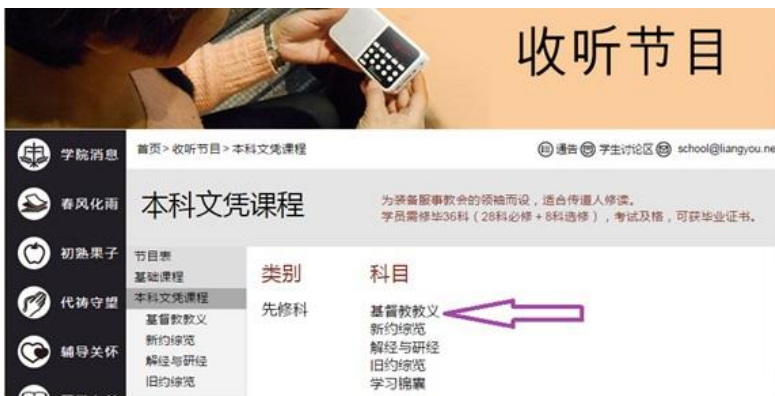 收听节目
学院消息
春风化雨
初熟果子
代祷守望
辅导关怀
首页>收听节目>本科文凭课程
通告
学生讨论区
school@liangyou.ne
本科文凭课程
为装备服事教会的领袖而设，适合传道人修读。
学员需修毕36科（28科必修+8科选修），考试及格，可获毕业证书。
节目表
基础课程
本科文凭课程
基督教教义
新约综览
解经与研经
旧约综览
类别
科目
先修科
基督教教义
新约综览
解经与研经
旧约综览
学习锦囊